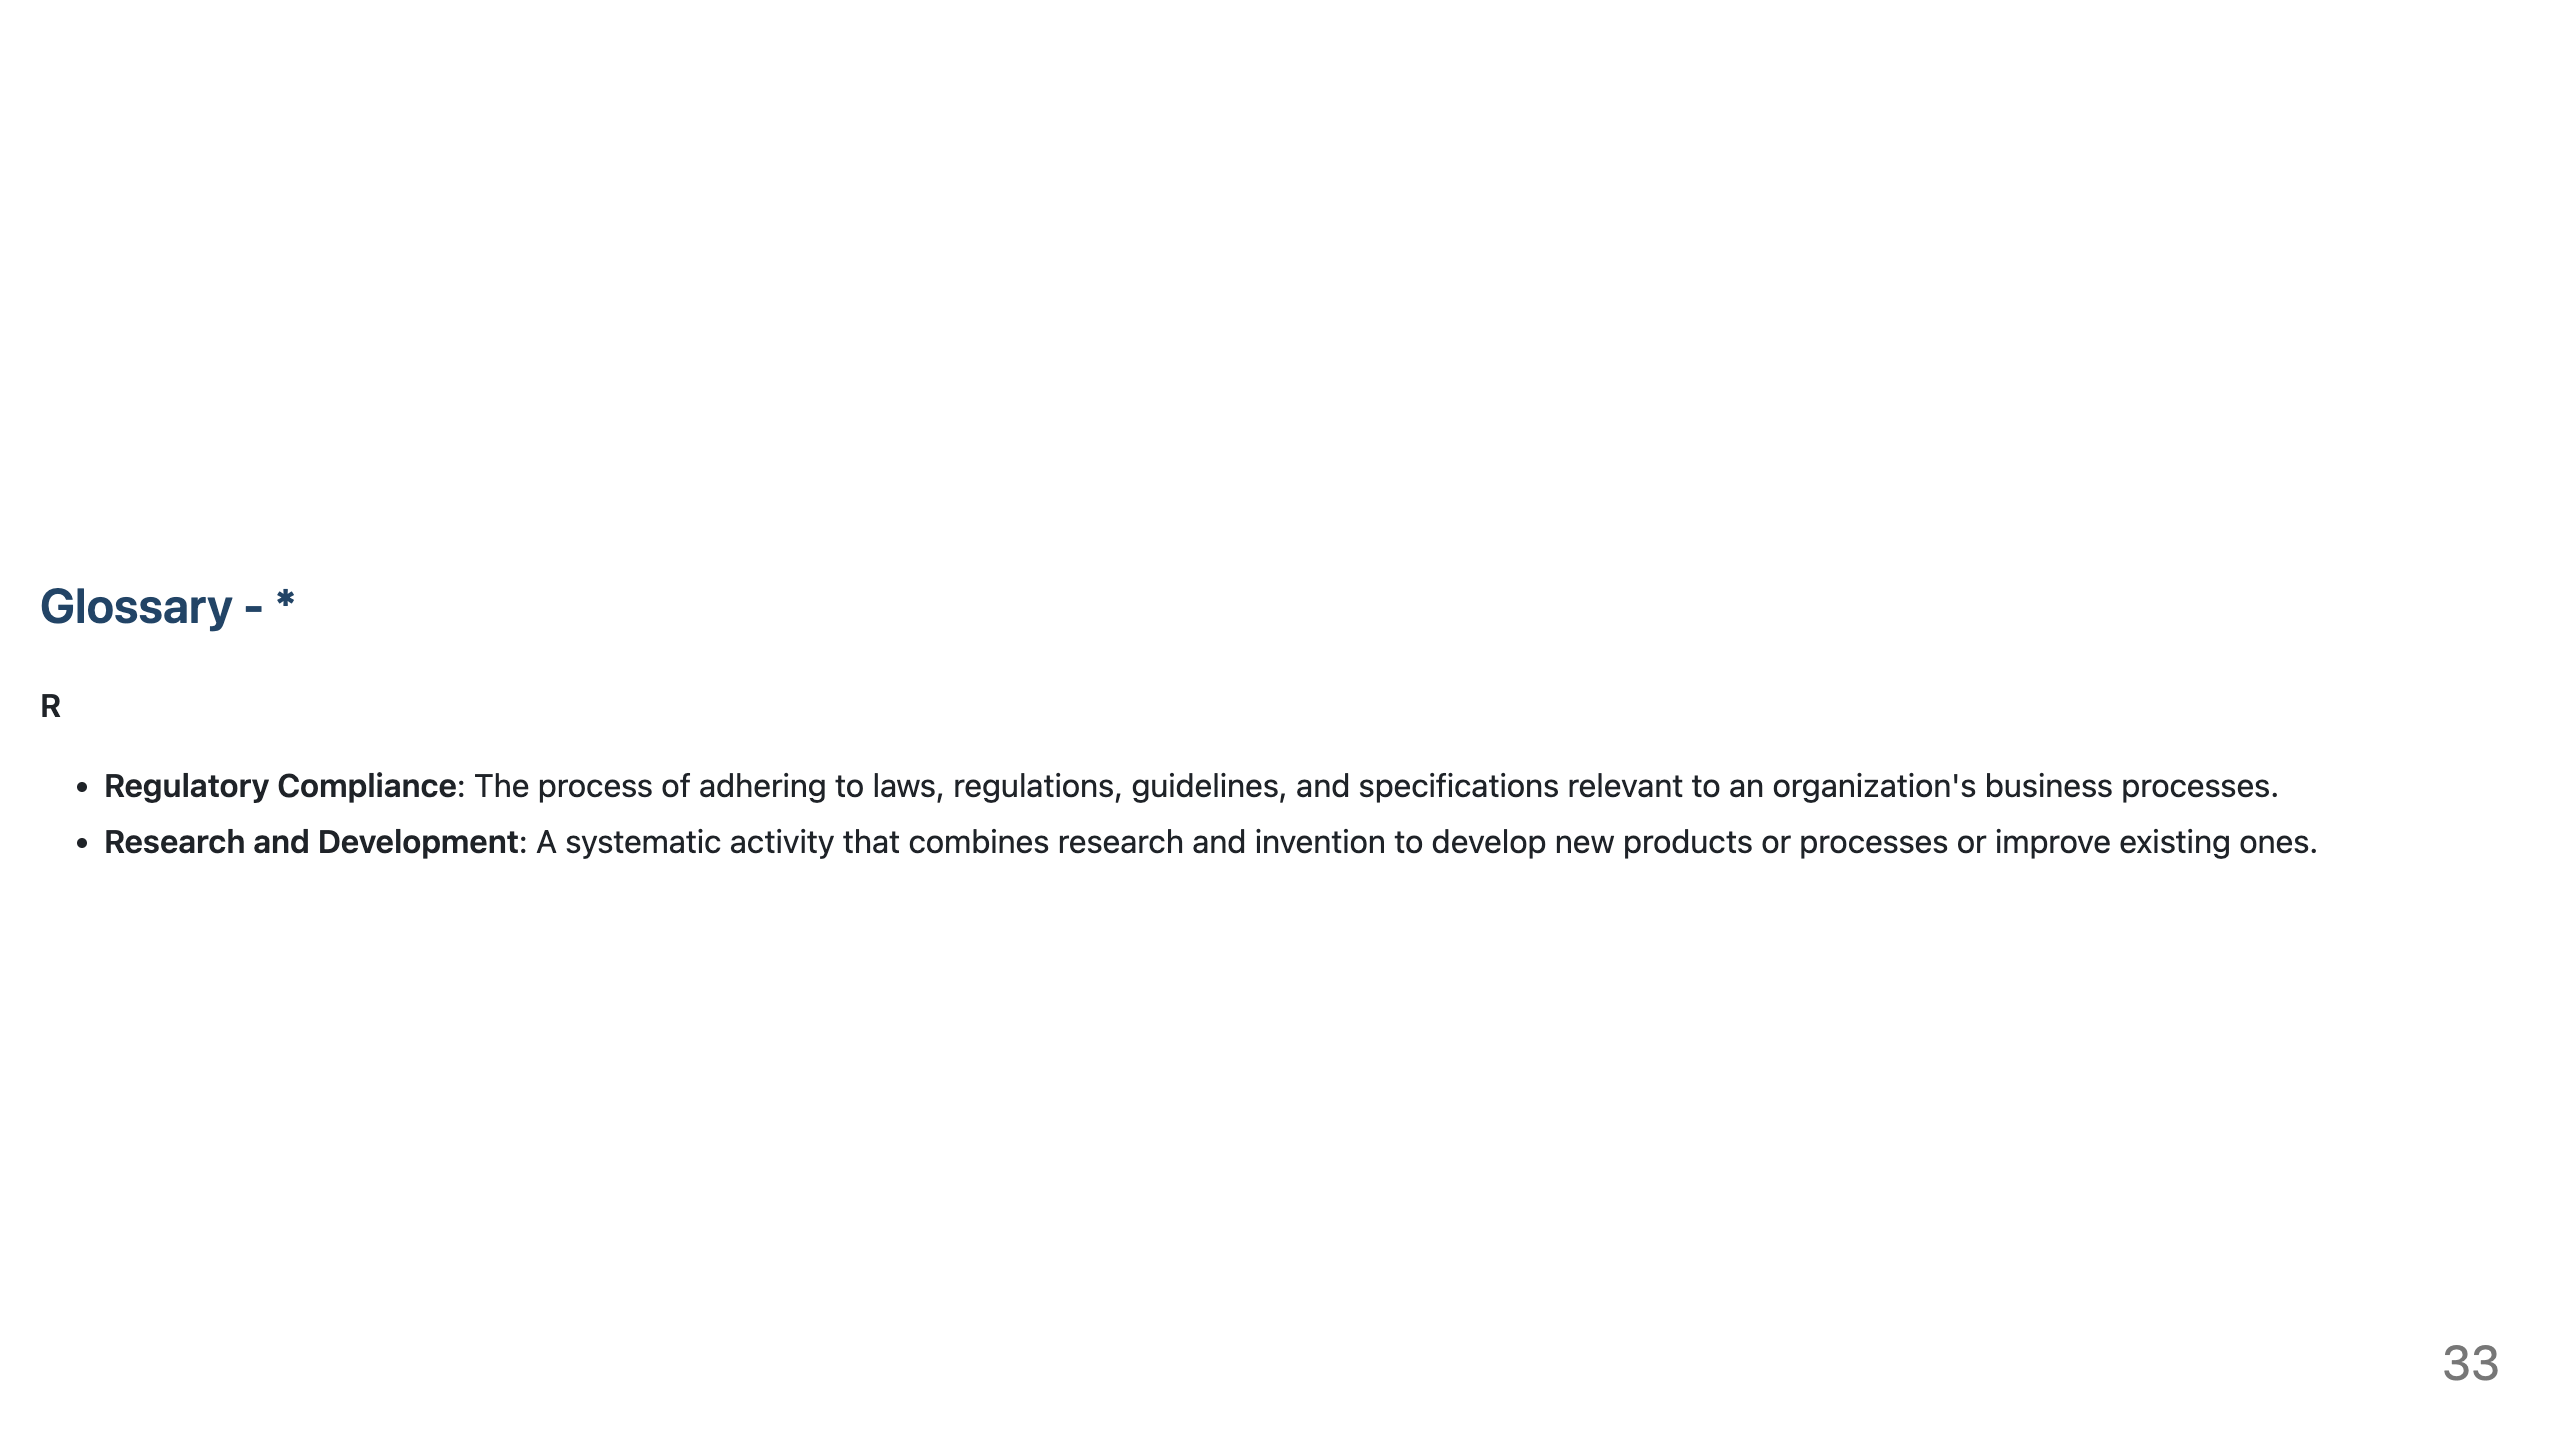 Glossary - *
R
• Regulatory Compliance: The process of adhering to laws, regulations, guidelines, and specifications relevant to an organization's business processes.
• Research and Development: A systematic activity that combines research and invention to develop new products or processes or improve existing ones.
33